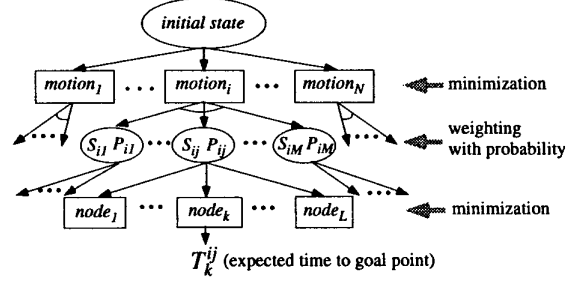 initial state
motion1 ... motioni ... motionN minimization
... Si1 Pi1 ... Sij Pij ... SiM PiM ... weighting with probability
... node1 ... nodek ... nodeL ... minimization
Tkij (expected time to goal point)